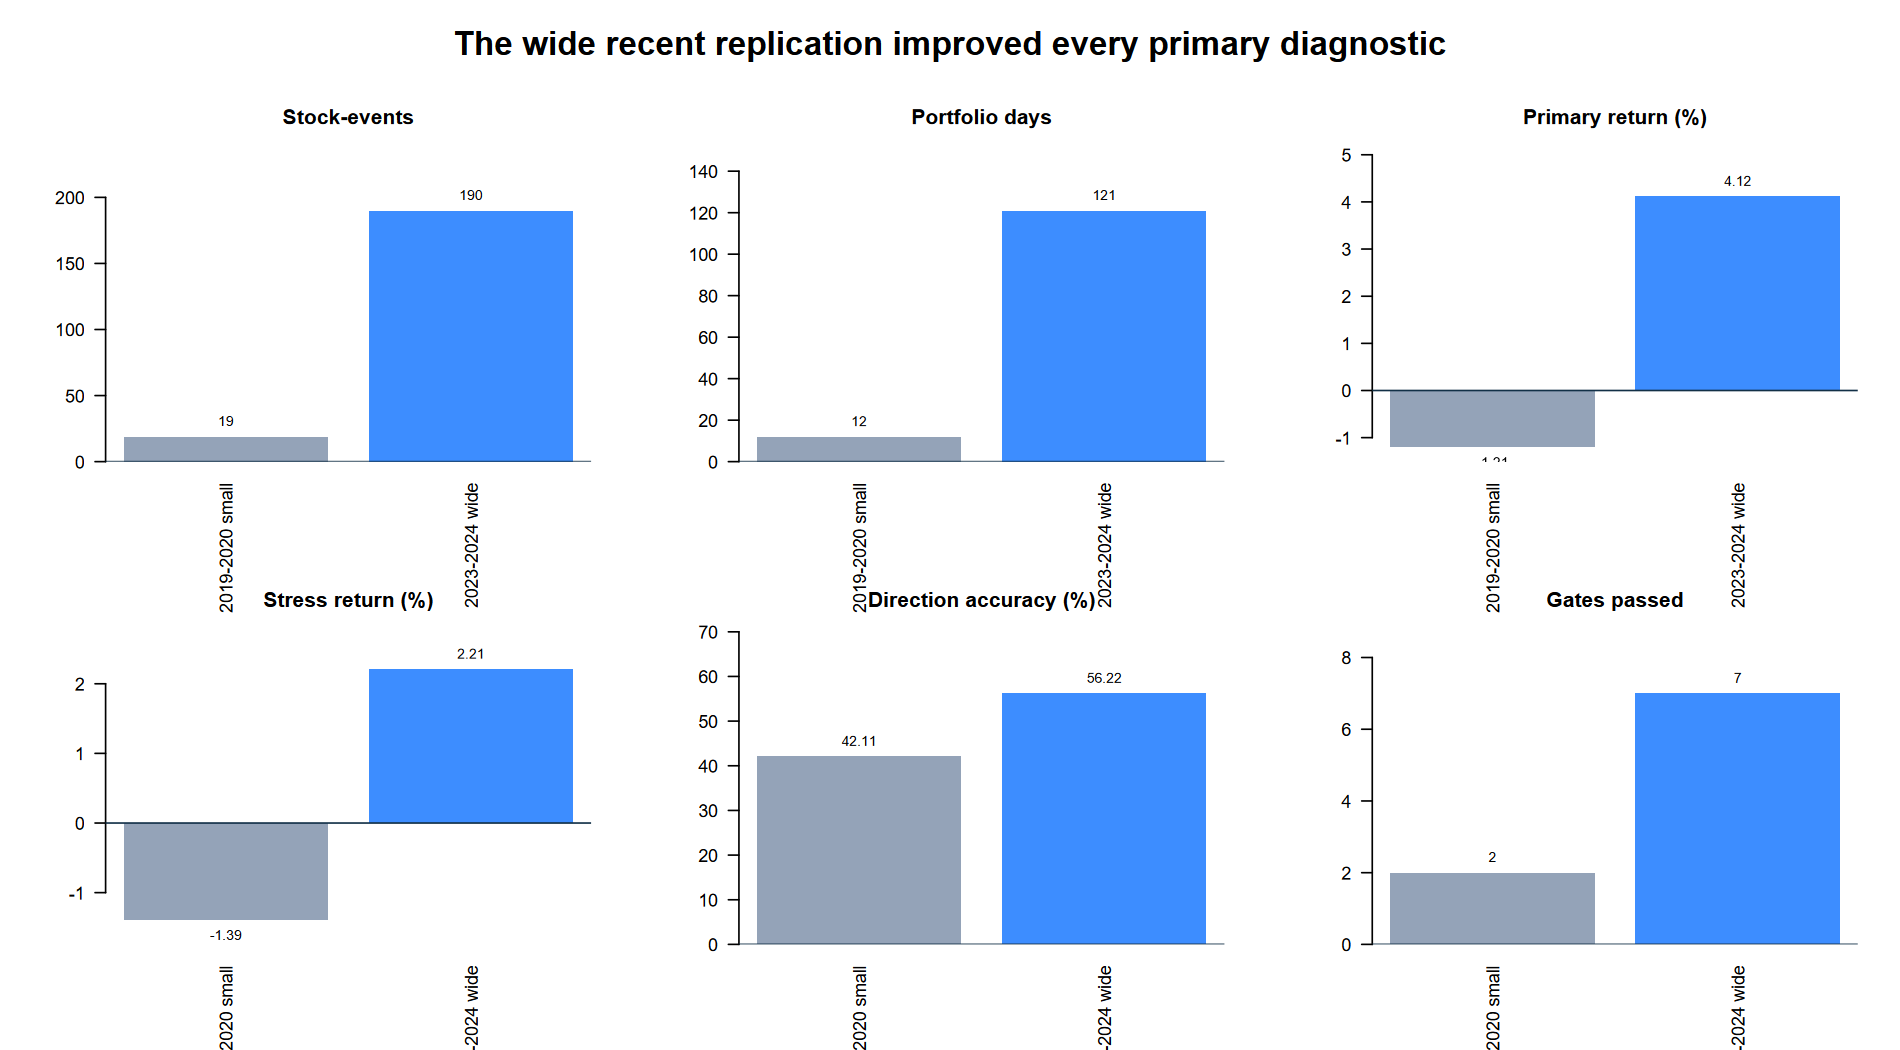 The wide recent replication improved every primary diagnostic
Stock-events
200
150
100
50
0
19
190
2019-2020 small
2023-2024 wide
Portfolio days
140
120
100
80
60
40
20
0
12
121
2019-2020 small
2023-2024 wide
Primary return (%)
5
4
3
2
1
0
-1
4.12
2019-2020 small
2023-2024 wide
Stress return (%)
2
1
0
-1
-1.39
2.21
2020 small
-2024 wide
Direction accuracy (%)
70
60
50
40
30
20
10
0
42.11
56.22
2020 small
-2024 wide
Gates passed
8
6
4
2
0
2
7
2020 small
-2024 wide